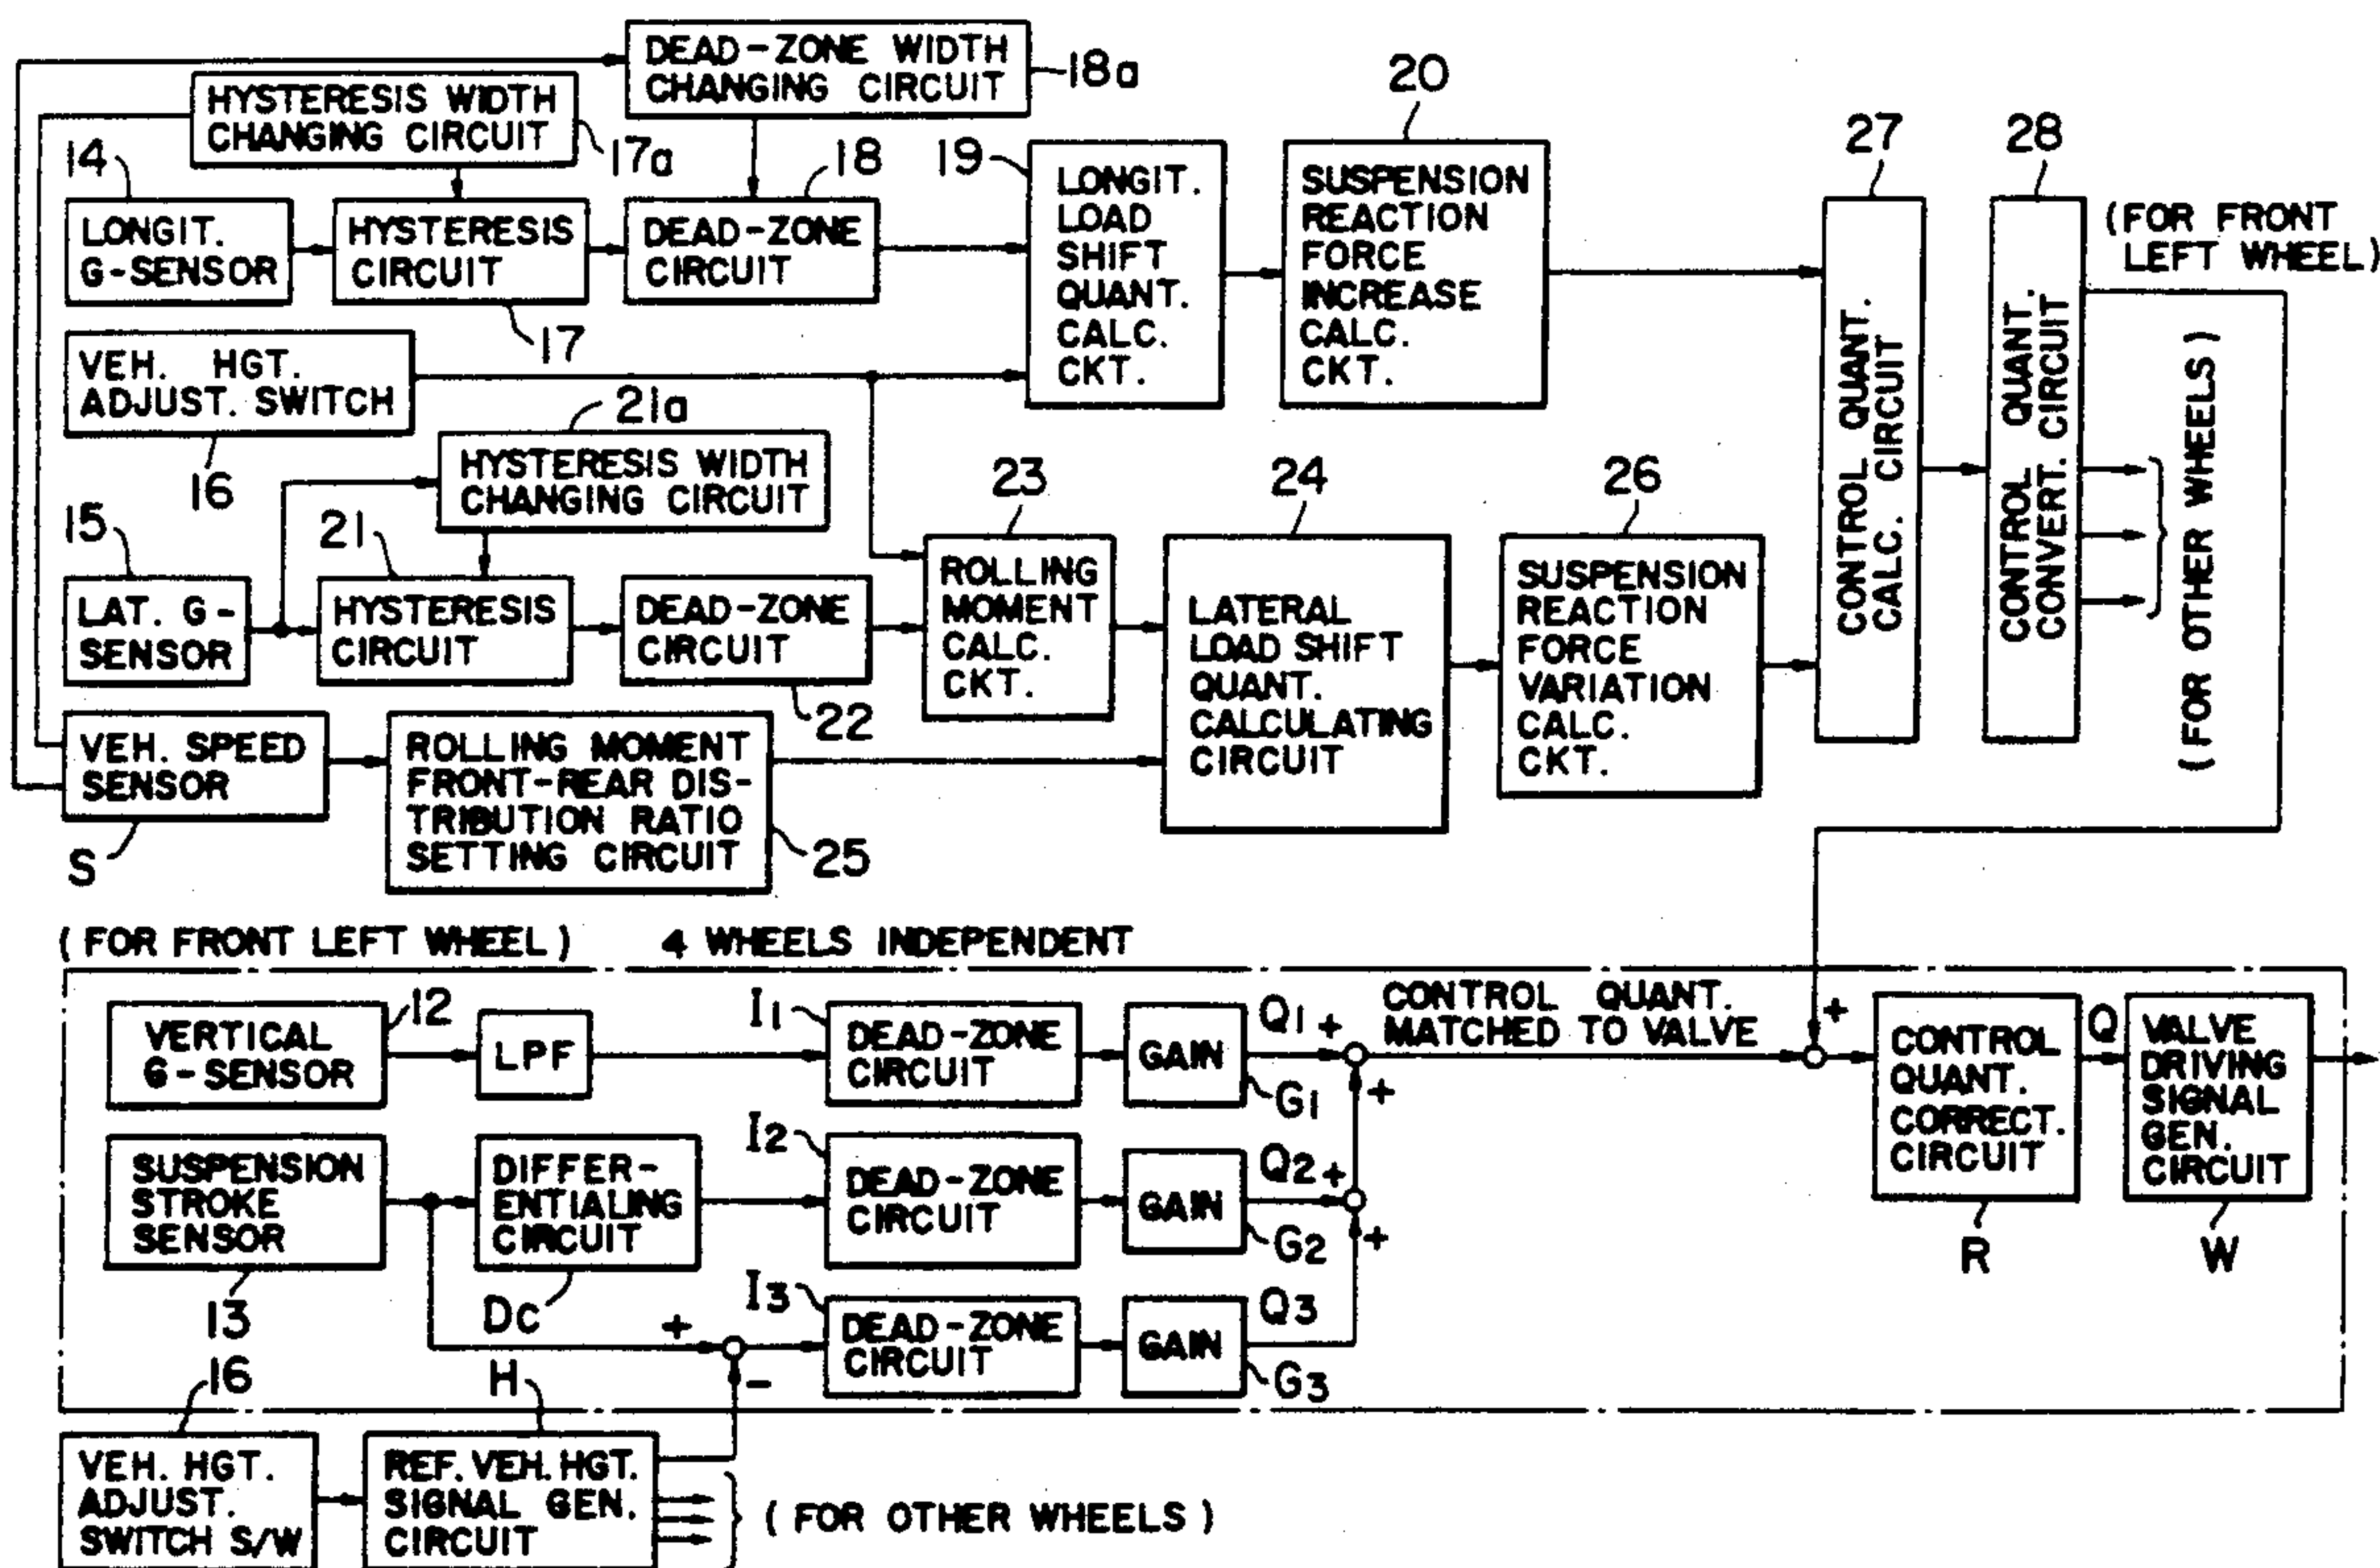 DEAD-ZONE WIDTH
CHANGING CIRCUIT
18a
HYSTERESIS WIDTH
CHANGING CIRCUIT
17a
14
LONGIT.
G-SENSOR
HYSTERESIS
CIRCUIT
17
18
DEAD-ZONE
CIRCUIT
19
LONGIT.
LOAD
SHIFT
QUANT.
CALC.
CKT.
20
SUSPENSION
REACTION
FORCE
INCREASE
CALC.
CKT.
27
CONTROL QUANT.
CALC. CIRCUIT
28
CONTROL QUANT.
CONVERT. CIRCUIT
(FOR FRONT
LEFT WHEEL)
(FOR OTHER WHEELS)
VEH. HGT.
ADJUST. SWITCH
16
21a
HYSTERESIS WIDTH
CHANGING CIRCUIT
15
LAT. G-
SENSOR
21
HYSTERESIS
CIRCUIT
DEAD-ZONE
CIRCUIT
22
23
ROLLING
MOMENT
CALC.
CKT.
24
LATERAL
LOAD SHIFT
QUANT.
CALCULATING
CIRCUIT
26
SUSPENSION
REACTION
FORCE
VARIATION
CALC.
CKT.
VEH. SPEED
SENSOR
S
ROLLING MOMENT
FRONT-REAR DIS-
TRIBUTION RATIO
SETTING CIRCUIT
25
(FOR FRONT LEFT WHEEL) 4 WHEELS INDEPENDENT
VERTICAL
G-SENSOR
12
LPF
I1
DEAD-ZONE
CIRCUIT
GAIN
G1
Q1
+
+
CONTROL QUANT.
MATCHED TO VALVE
+
CONTROL
QUANT.
CORRECT.
CIRCUIT
R
Q
VALVE
DRIVING
SIGNAL
GEN.
CIRCUIT
W
SUSPENSION
STROKE
SENSOR
13
DIFFER-
ENTIALING
CIRCUIT
Dc
I2
DEAD-ZONE
CIRCUIT
GAIN
G2
Q2
+
+
+
-
I3
DEAD-ZONE
CIRCUIT
GAIN
G3
Q3
16
VEH. HGT.
ADJUST.
SWITCH S/W
H
REF. VEH. HGT.
SIGNAL GEN.
CIRCUIT
(FOR OTHER WHEELS)